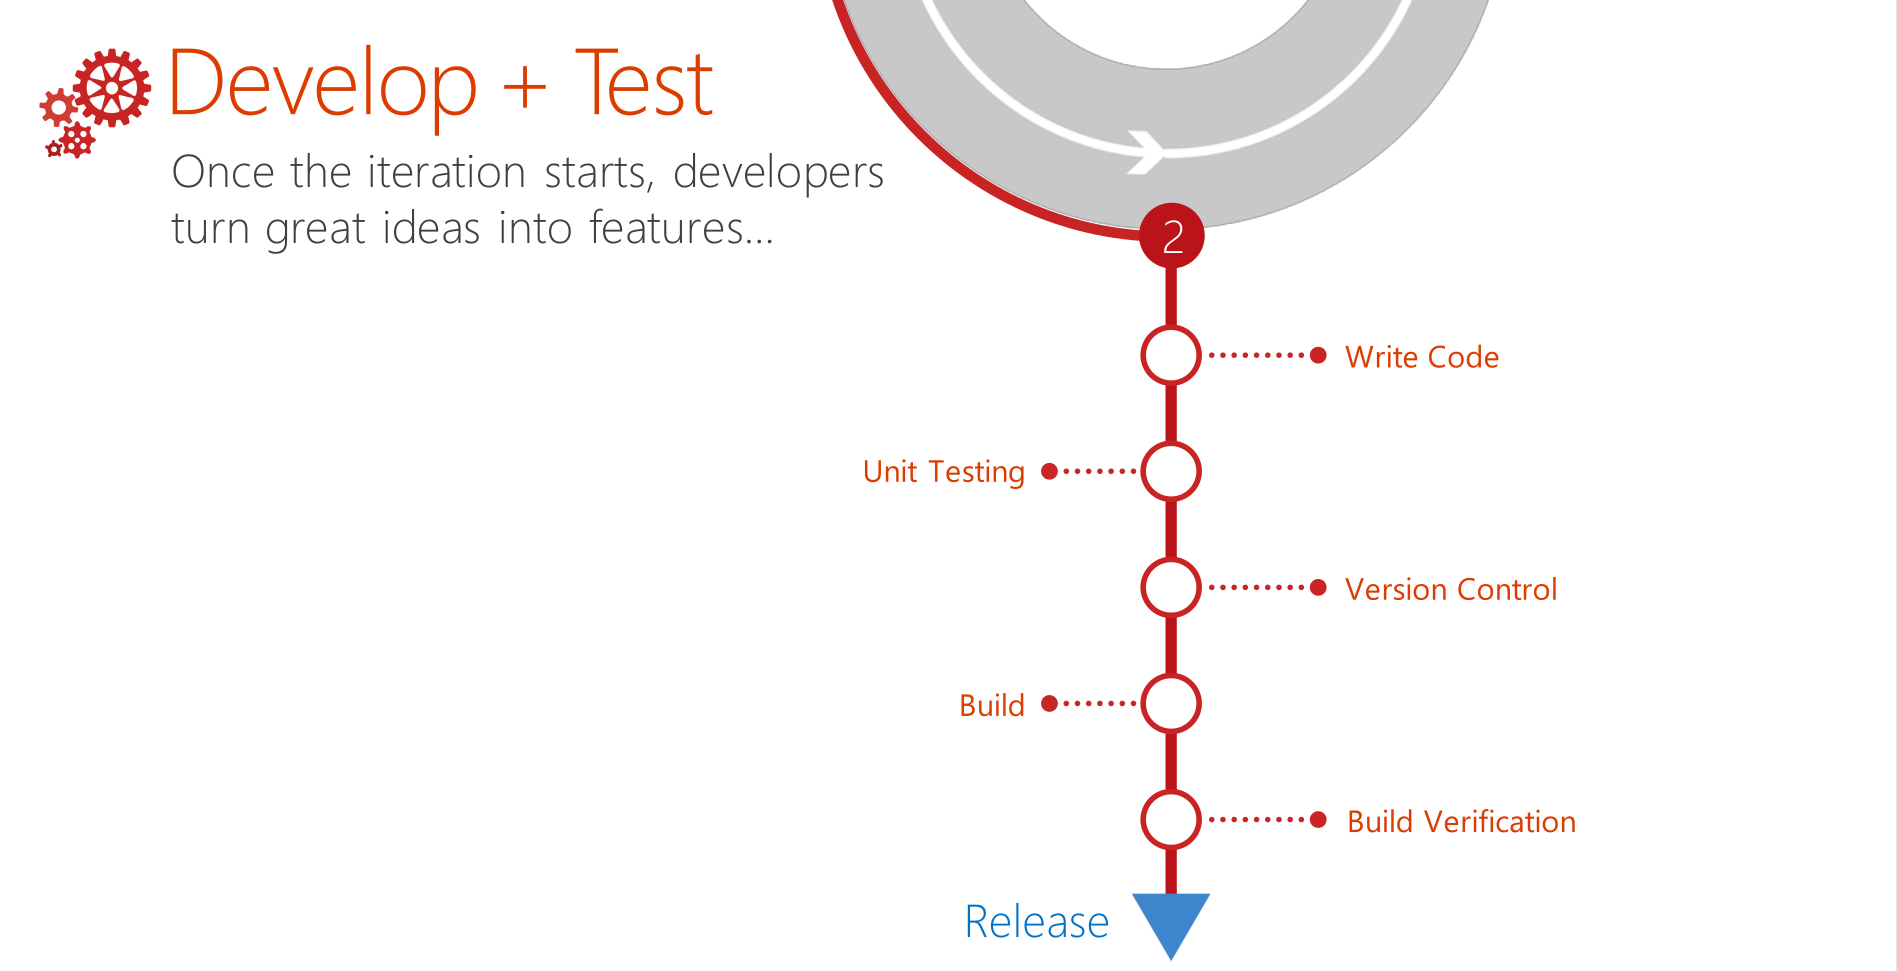 Develop + Test
Once the iteration starts, developers
turn great ideas into features...
2
Write Code
Unit Testing
Version Control
Build
Build Verification
Release